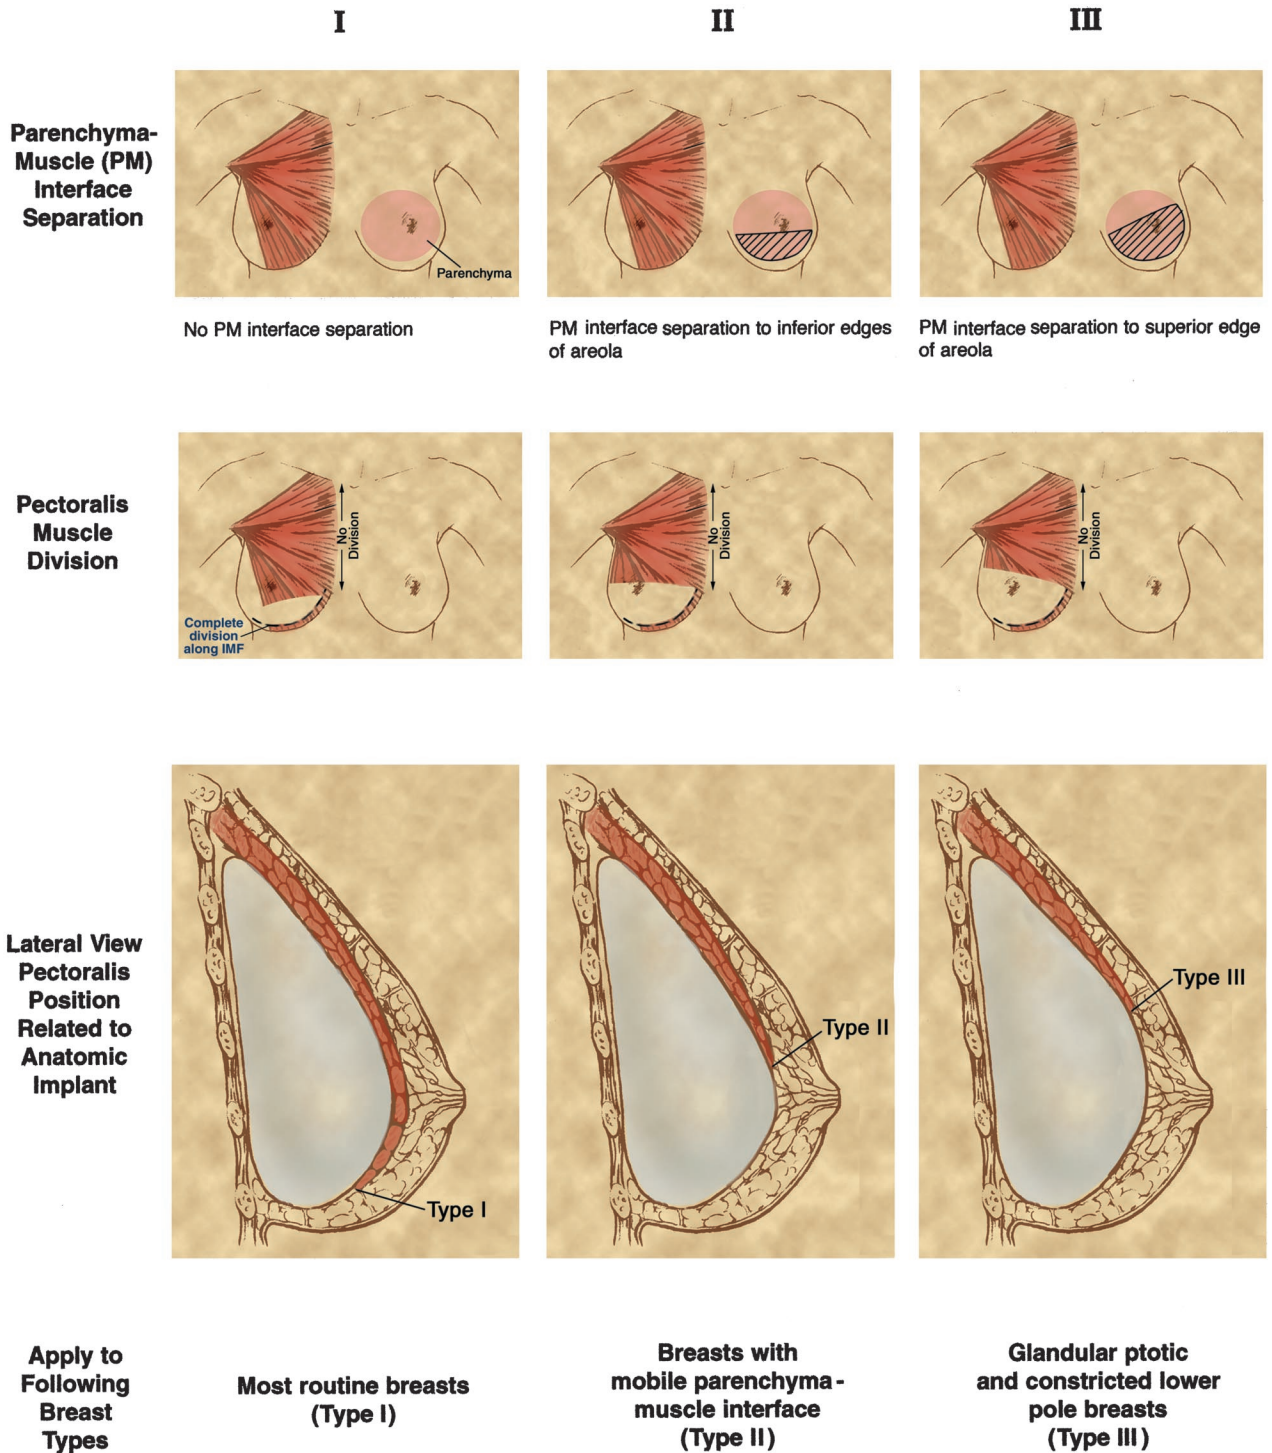 I
II
III
Parenchyma-
Muscle (PM)
Interface
Separation
Parenchyma
No PM interface separation
PM interface separation to inferior edges
of areola
PM interface separation to superior edge
of areola
Pectoralis
Muscle
Division
No
Division
Complete
division
along IMF
No
Division
No
Division
Lateral View
Pectoralis
Position
Related to
Anatomic
Implant
Type I
Type II
Type III
Apply to
Following
Breast
Types
Most routine breasts
(Type I)
Breasts with
mobile parenchyma-
muscle interface
(Type II)
Glandular ptotic
and constricted lower
pole breasts
(Type III)